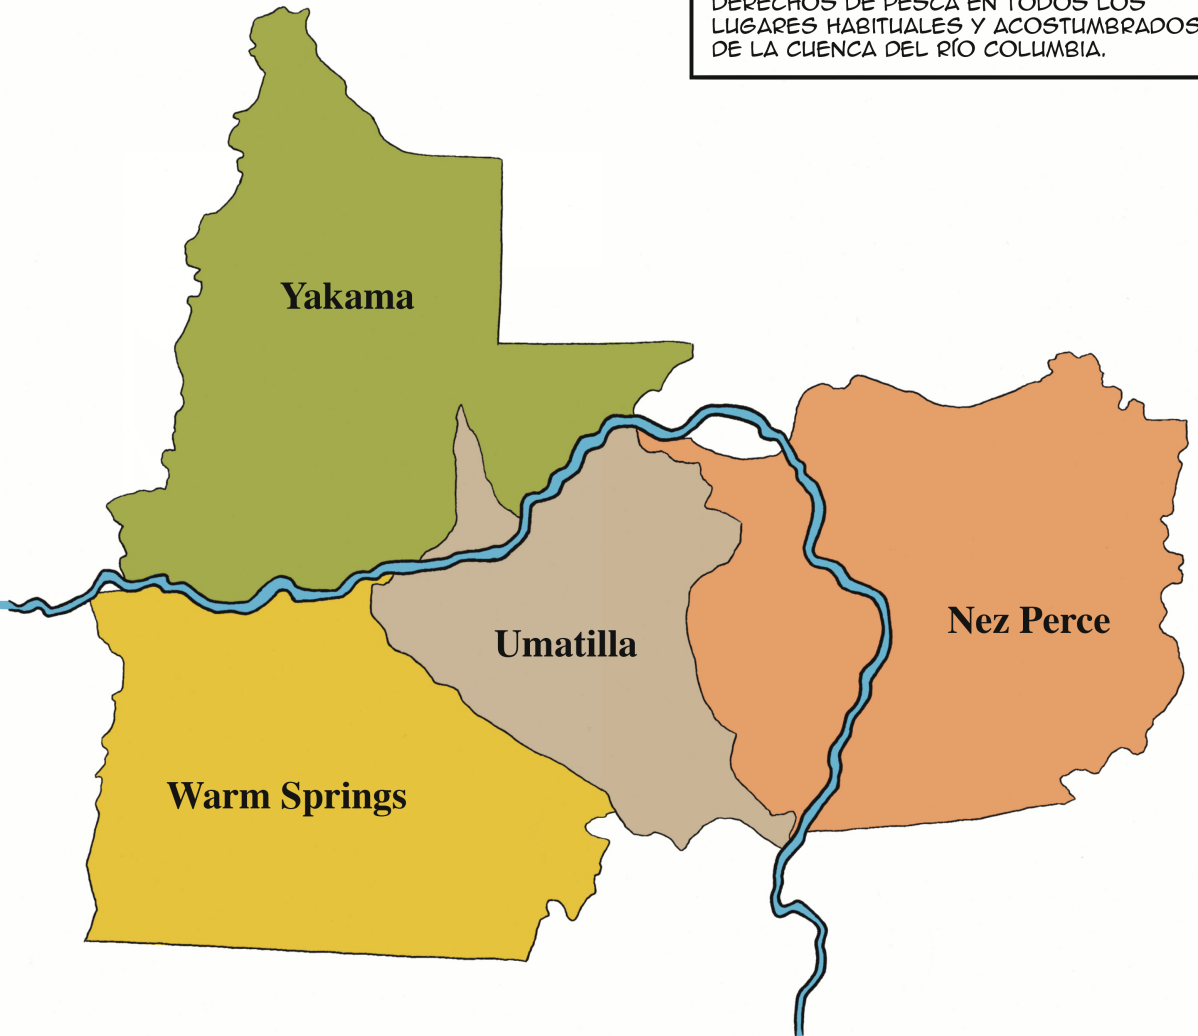 DERECHOS DE PESCA EN TODOS LOS
LUGARES HABITUALES Y ACOSTUMBRADOS
DE LA CUENCA DEL RÍO COLUMBIA.
Yakama
Nez Perce
Umatilla
Warm Springs